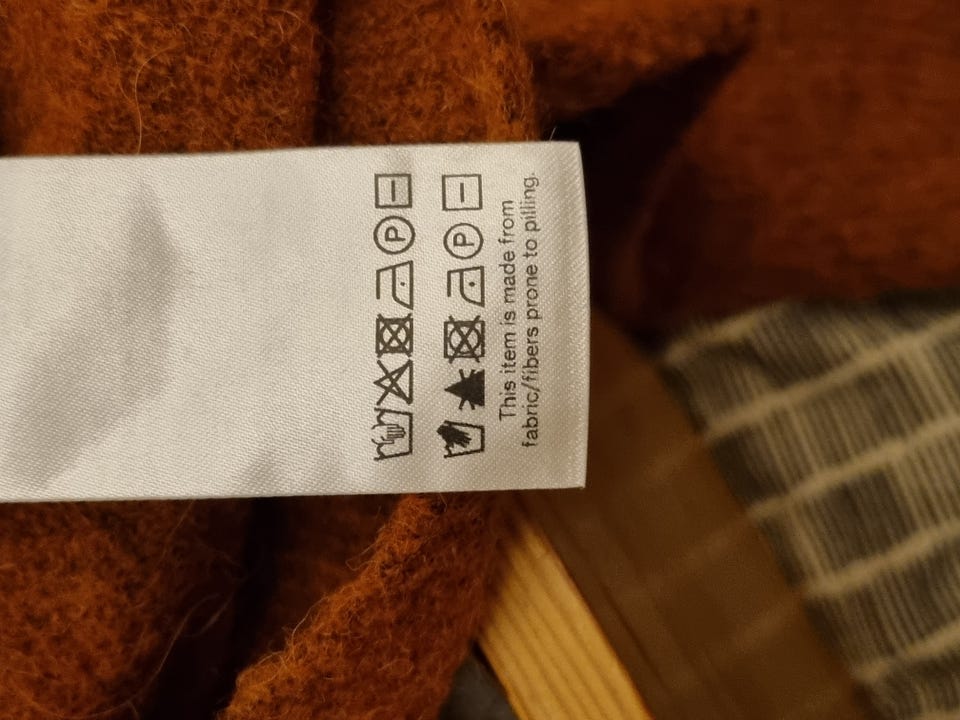 P
P
This item is made from
fabric/fibers prone to pilling.